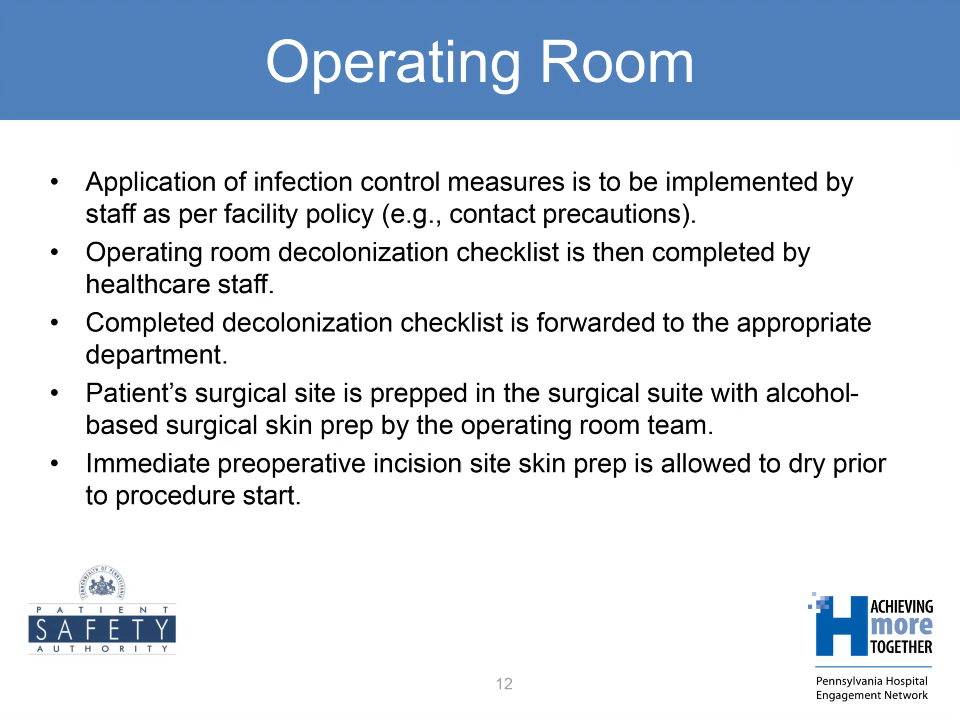 Operating Room
• Application of infection control measures is to be implemented by
staff as per facility policy (e.g., contact precautions).
• Operating room decolonization checklist is then completed by
healthcare staff.
• Completed decolonization checklist is forwarded to the appropriate
department.
• Patient’s surgical site is prepped in the surgical suite with alcohol-
based surgical skin prep by the operating room team.
• Immediate preoperative incision site skin prep is allowed to dry prior
to procedure start.
COMMONWEALTH OF PENNSYLVANIA
PATIENT
SAFETY
AUTHORITY
12
H ACHIEVING
more
TOGETHER
Pennsylvania Hospital
Engagement Network